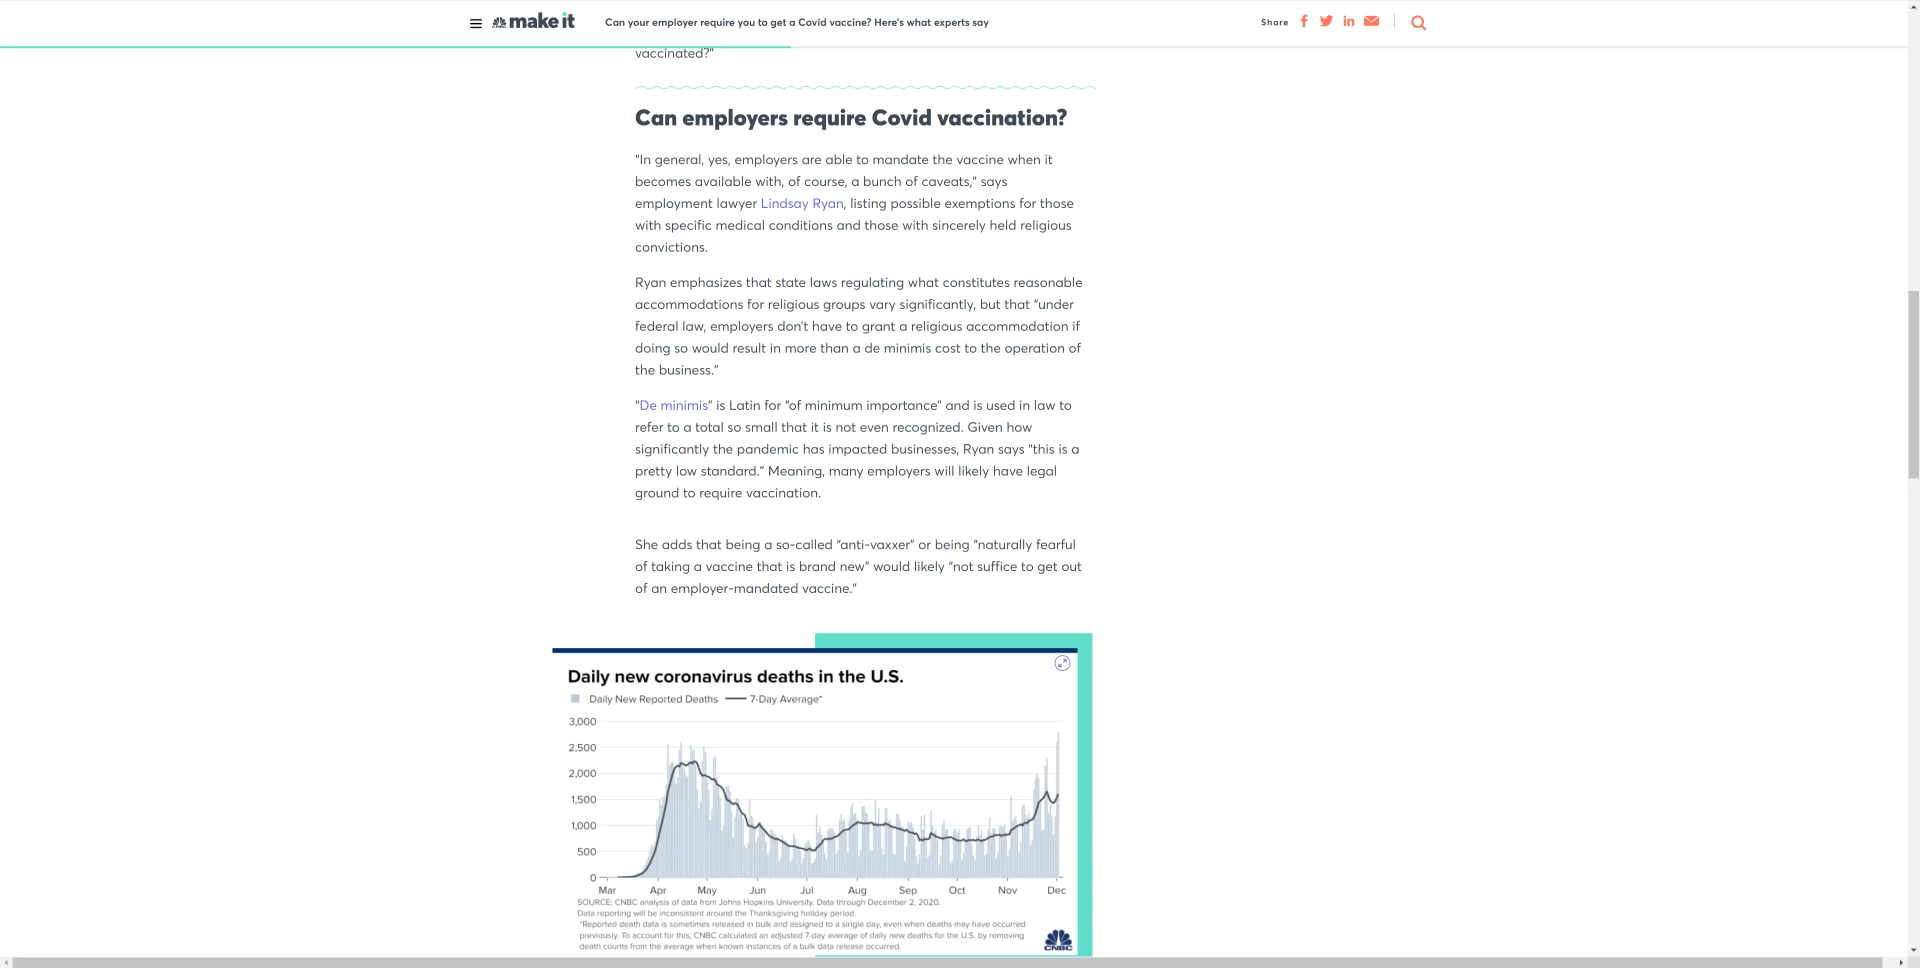 make it
Can your employer require you to get a Covid vaccine? Here's what experts say
Share
vaccinated?"
Can employers require Covid vaccination?
"In general, yes, employers are able to mandate the vaccine when it
becomes available with, of course, a bunch of caveats," says
employment lawyer Lindsay Ryan, listing possible exemptions for those
with specific medical conditions and those with sincerely held religious
convictions.
Ryan emphasizes that state laws regulating what constitutes reasonable
accommodations for religious groups vary significantly, but that "under
federal law, employers don't have to grant a religious accommodation if
doing so would result in more than a de minimis cost to the operation of
the business."
"De minimis" is Latin for "of minimum importance" and is used in law to
refer to a total so small that it is not even recognized. Given how
significantly the pandemic has impacted businesses, Ryan says "this is a
pretty low standard." Meaning, many employers will likely have legal
ground to require vaccination.
She adds that being a so-called "anti-vaxxer" or being "naturally fearful
of taking a vaccine that is brand new" would likely "not suffice to get out
of an employer-mandated vaccine."
Daily new coronavirus deaths in the U.S.
Daily New Reported Deaths 7-Day Average*
3,000
2,500
2,000
1,500
1,000
500
0
Mar Apr May Jun Jul Aug Sep Oct Nov Dec
SOURCE: CNBC analysis of data from Johns Hopkins University. Data through December 2, 2020.
Data reporting will be inconsistent around the Thanksgiving holiday period.
*Reported death data is sometimes released in bulk and assigned to a single day, even when deaths may have occurred
previously. To account for this, CNBC calculated an adjusted 7-day average of daily new deaths for the U.S. by removing
death counts from the average when known instances of a bulk data release occurred.
CNBC